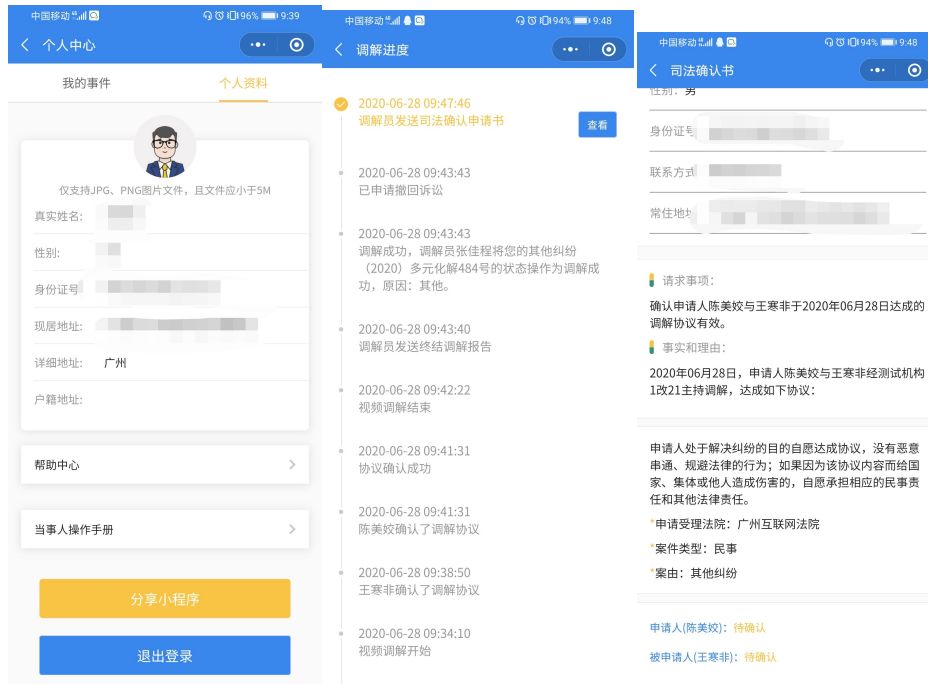 中国移动
96%
9:39
个人中心
我的事件
个人资料
仅支持JPG、PNG图片文件，且文件应小于5M
真实姓名:
性别:
身份证号
现居地址:
详细地址: 广州
户籍地址:
帮助中心
当事人操作手册
分享小程序
退出登录
中国移动
94%
9:48
调解进度
2020-06-28 09:47:46
调解员发送司法确认申请书
查看
2020-06-28 09:43:43
已申请撤回诉讼
2020-06-28 09:43:43
调解成功，调解员张佳程将您的其他纠纷
（2020）多元化解484号的状态操作为调解成
功，原因：其他。
2020-06-28 09:43:40
调解员发送终结调解报告
2020-06-28 09:42:22
视频调解结束
2020-06-28 09:41:31
协议确认成功
2020-06-28 09:41:31
陈美姣确认了调解协议
2020-06-28 09:38:50
王寒非确认了调解协议
2020-06-28 09:34:10
视频调解开始
中国移动
94%
9:48
司法确认书
性别：男
身份证号
联系方式
常住地址
请求事项：
确认申请人陈美姣与王寒非于2020年06月28日达成的
调解协议有效。
事实和理由：
2020年06月28日，申请人陈美姣与王寒非经测试机构
1改21主持调解，达成如下协议：
申请人处于解决纠纷的目的自愿达成协议，没有恶意
串通、规避法律的行为；如果因为该协议内容而给国
家、集体或他人造成伤害的，自愿承担相应的民事责
任和其他法律责任。
*申请受理法院：广州互联网法院
*案件类型：民事
*案由：其他纠纷
申请人(陈美姣)：待确认
被申请人(王寒非)：待确认